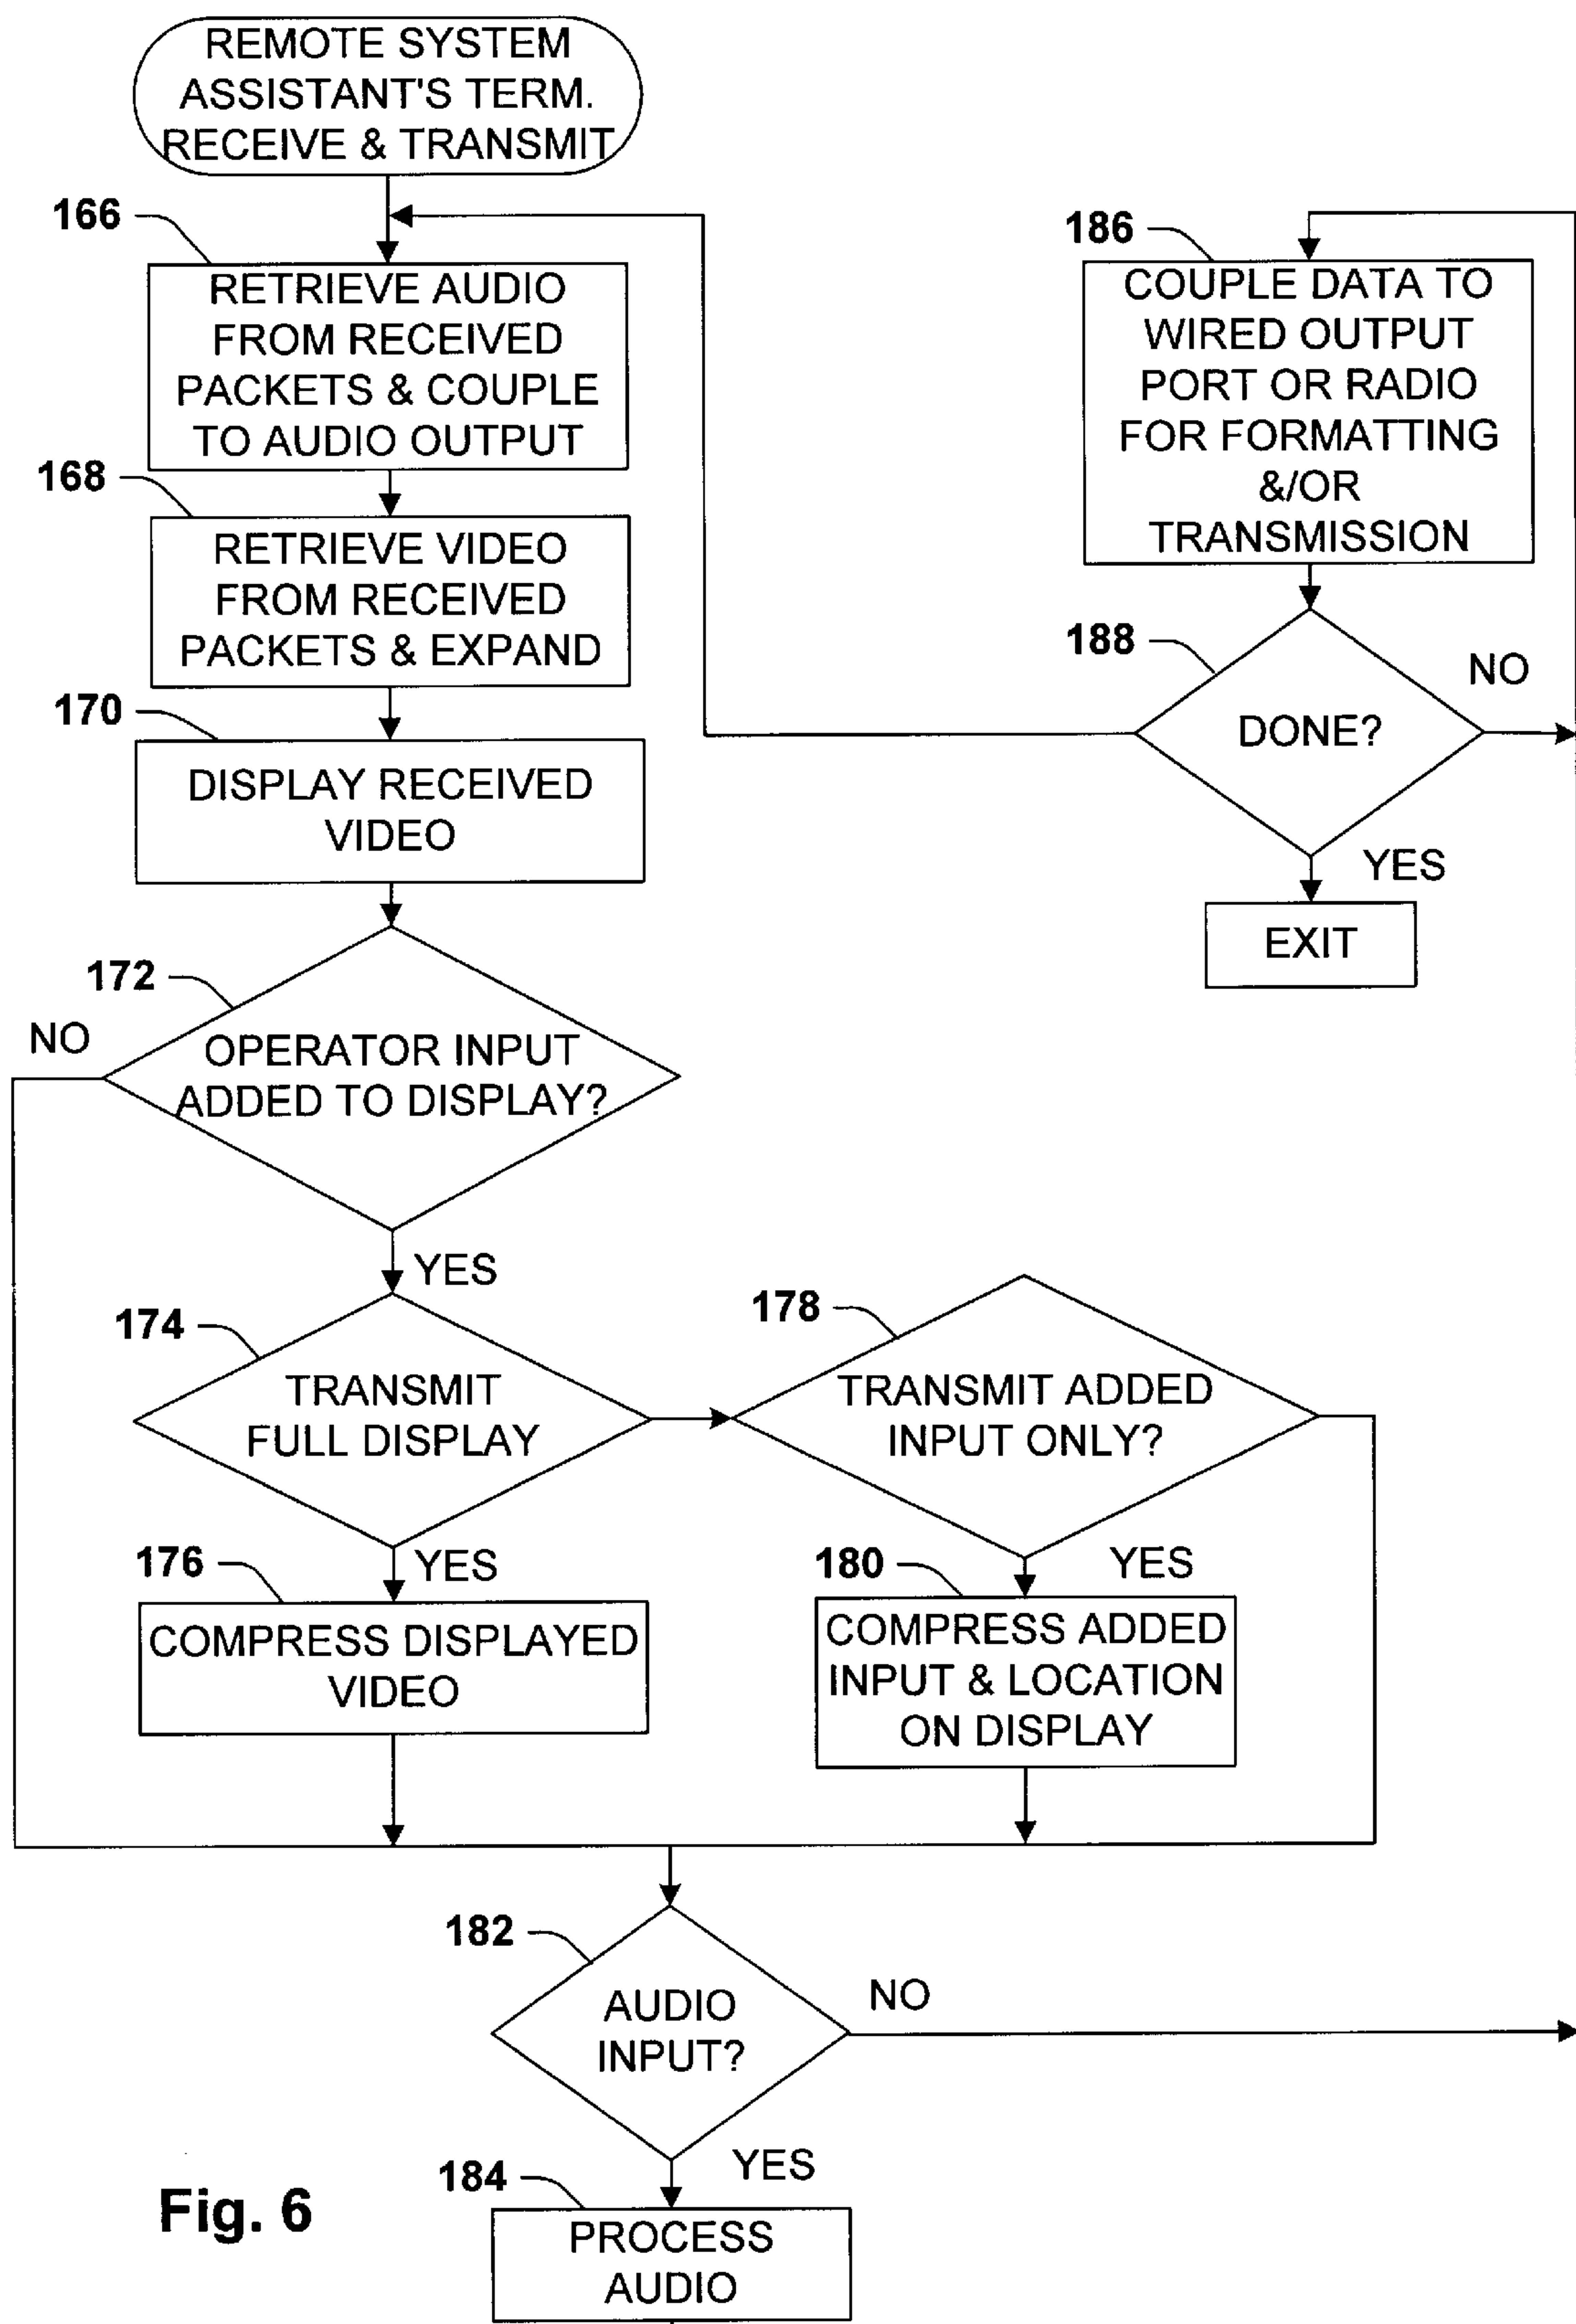 REMOTE SYSTEM
ASSISTANT'S TERM.
RECEIVE & TRANSMIT
166
RETRIEVE AUDIO
FROM RECEIVED
PACKETS & COUPLE
TO AUDIO OUTPUT
168
RETRIEVE VIDEO
FROM RECEIVED
PACKETS & EXPAND
170
DISPLAY RECEIVED
VIDEO
172
NO
OPERATOR INPUT
ADDED TO DISPLAY?
YES
174
TRANSMIT
FULL DISPLAY
YES
176
COMPRESS DISPLAYED
VIDEO
178
TRANSMIT ADDED
INPUT ONLY?
YES
180
COMPRESS ADDED
INPUT & LOCATION
ON DISPLAY
182
AUDIO
INPUT?
NO
YES
184
PROCESS
AUDIO
186
COUPLE DATA TO
WIRED OUTPUT
PORT OR RADIO
FOR FORMATTING
&/OR
TRANSMISSION
188
DONE?
NO
YES
EXIT
Fig. 6